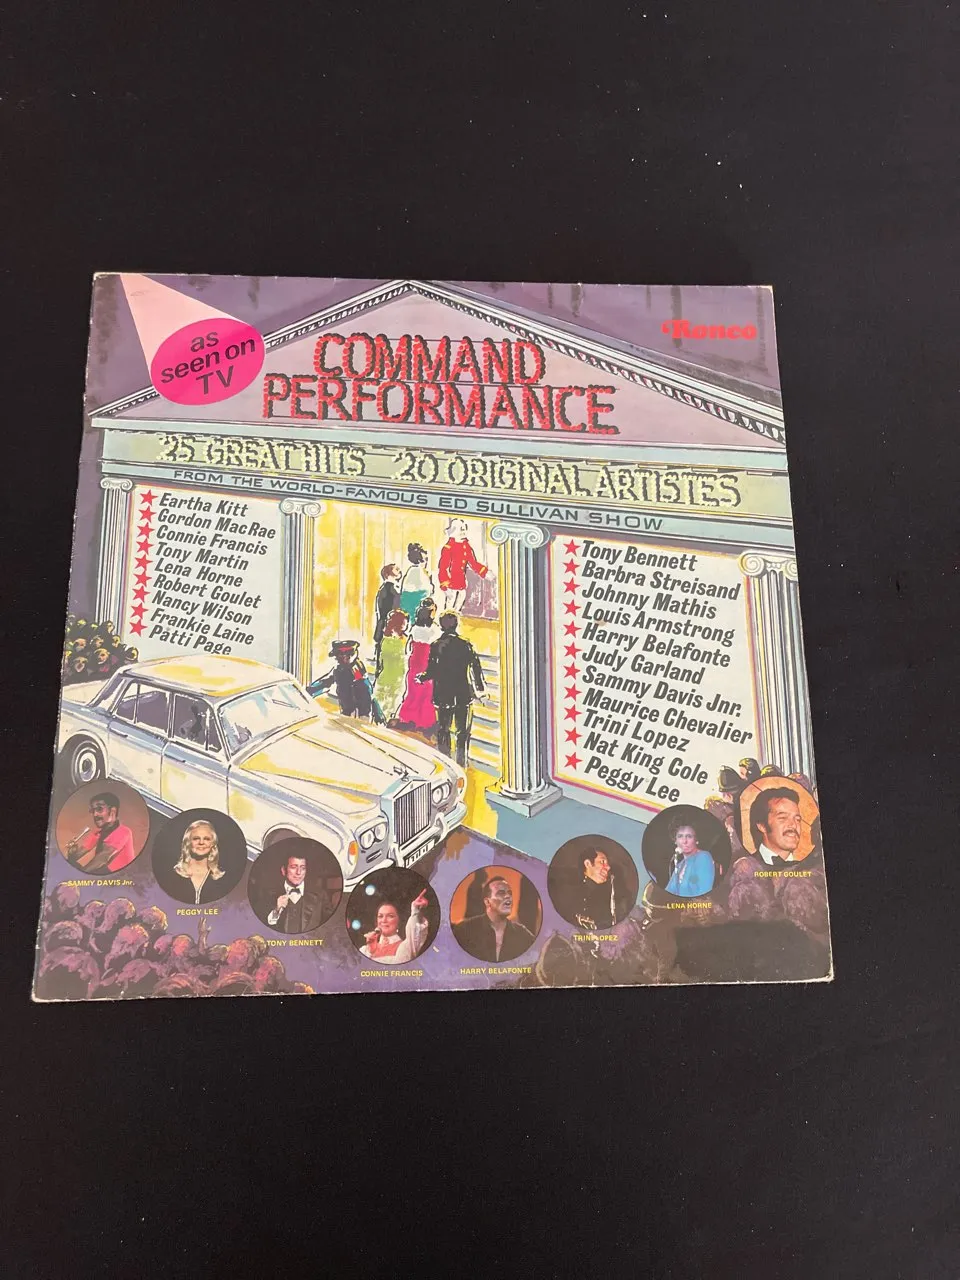 as
seen on
TV
Ronco
COMMAND
PERFORMANCE
25 GREAT HITS 20 ORIGINAL ARTISTES
FROM THE WORLD-FAMOUS ED SULLIVAN SHOW
Eartha Kitt
Gordon MacRae
Connie Francis
Tony Martin
Lena Horne
Robert Goulet
Nancy Wilson
Frankie Laine
Patti Page
Tony Bennett
Barbra Streisand
Johnny Mathis
Louis Armstrong
Harry Belafonte
Judy Garland
Sammy Davis Jnr.
Maurice Chevalier
Trini Lopez
Nat King Cole
Peggy Lee
SAMMY DAVIS Jnr.
PEGGY LEE
TONY BENNETT
CONNIE FRANCIS
HARRY BELAFONTE
TRINI LOPEZ
LENA HORNE
ROBERT GOULET